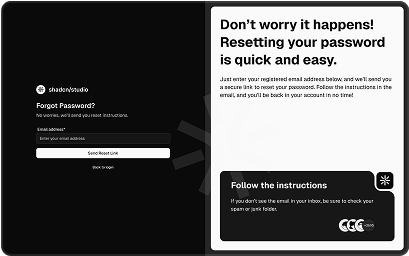 shadcn/studio
Forgot Password?
No worries, we'll send you reset instructions.
Email address*
Enter your email address
Send Reset Link
Back to login
Don't worry it happens!
Resetting your password
is quick and easy.
Just enter your registered email address below, and we'll send you
a secure link to reset your password. Follow the instructions in the
email, and you'll be back in your account in no time!
Follow the instructions
If you don't see the email in your inbox, be sure to check your
spam or junk folder.